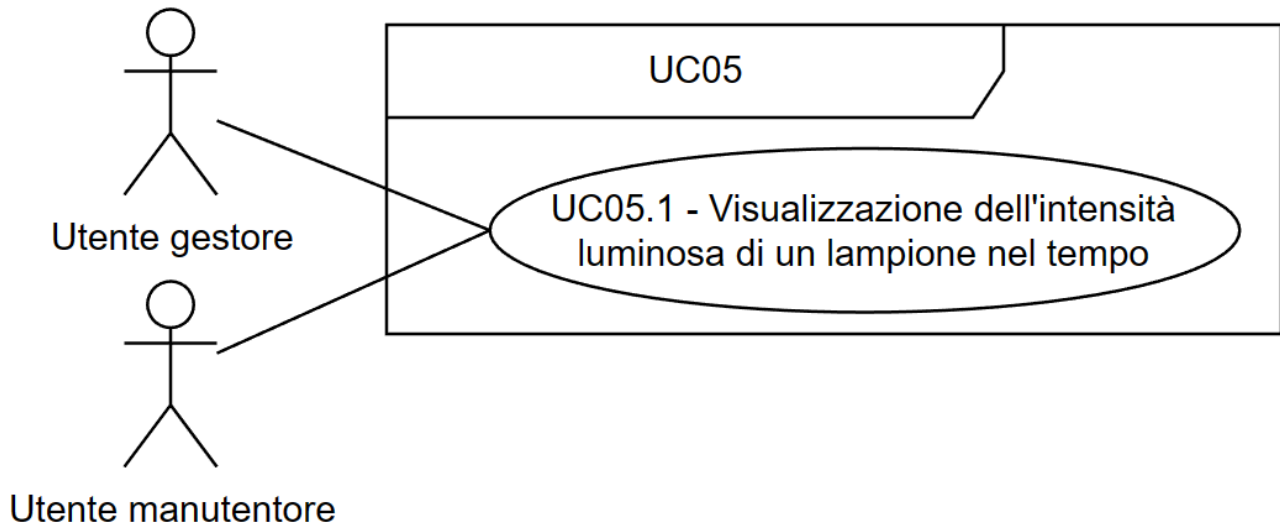 UC05
UC05.1 - Visualizzazione dell'intensità
luminosa di un lampione nel tempo
Utente gestore
Utente manutentore